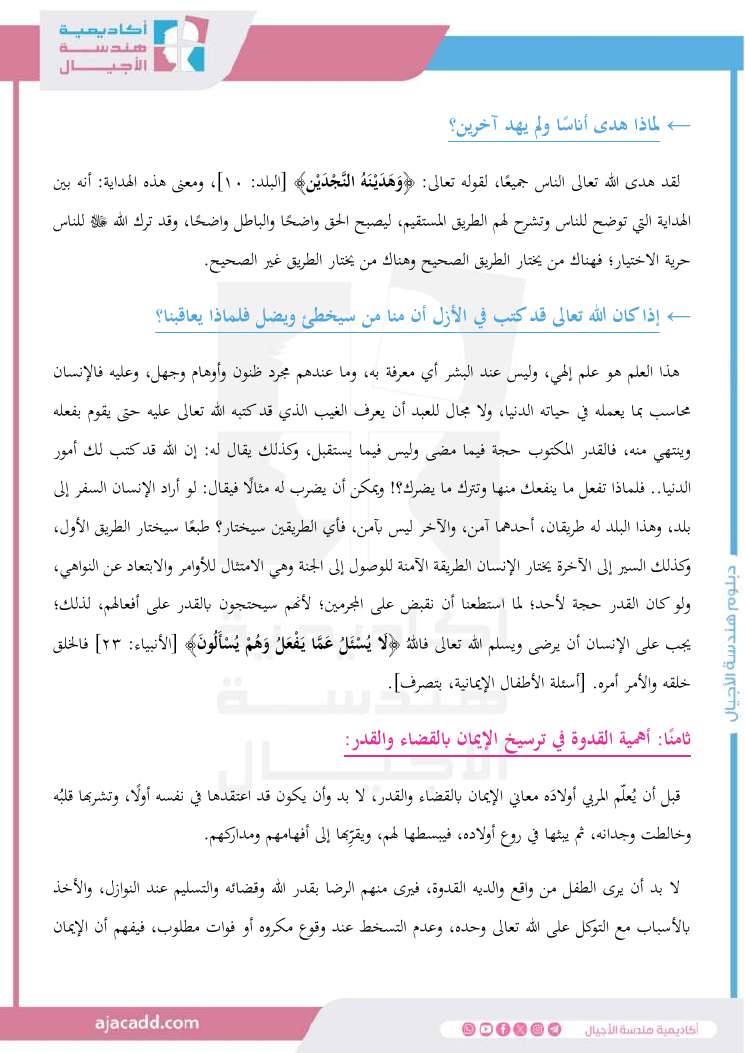 أكاديمية
هندسة
الأجيال
← لماذا هدى أناسًا ولم يهد آخرين؟
لقد هدى الله تعالى الناس جميعًا، لقوله تعالى: ﴿وَهَدَيْنَهُ النَّجْدَيْن﴾ [البلد: ١٠]، ومعنى هذه الهداية: أنه بين
الهداية التي توضح للناس وتشرح لهم الطريق المستقيم، ليصبح الحق واضحًا والباطل واضحًا، وقد ترك الله ﷻ للناس
حرية الاختيار؛ فهناك من يختار الطريق الصحيح وهناك من يختار الطريق غير الصحيح.
← إذا كان الله تعالى قد كتب في الأزل أن منا من سيخطئ ويضل فلماذا يعاقبنا؟
هذا العلم هو علم إلهي، وليس عند البشر أي معرفة به، وما عندهم مجرد ظنون وأوهام وجهل، وعليه فالإنسان
محاسب بما يعمله في حياته الدنيا، ولا مجال للعبد أن يعرف الغيب الذي قد كتبه الله تعالى عليه حتى يقوم بفعله
وينتهي منه، فالقدر المكتوب حجة فيما مضى وليس فيما يستقبل، وكذلك يقال له: إن الله قد كتب لك أمور
الدنيا.. فلماذا تفعل ما ينفعك منها وتترك ما يضرك؟! ويمكن أن يضرب له مثالًا فيقال: لو أراد الإنسان السفر إلى
بلد، وهذا البلد له طريقان، أحدهما آمن، والآخر ليس بآمن، فأي الطريقين سيختار؟ طبعًا سيختار الطريق الأول،
وكذلك السير إلى الآخرة يختار الإنسان الطريقة الآمنة للوصول إلى الجنة وهي الامتثال للأوامر والابتعاد عن النواهي،
ولو كان القدر حجة لأحد؛ لما استطعنا أن نقبض على المجرمين؛ لأنهم سيحتجون بالقدر على أفعالهم، لذلك؛
يجب على الإنسان أن يرضى ويسلم لله تعالى فاللهُ ﴿لَا يُسْئَلُ عَمَّا يَفْعَلُ وَهُمْ يُسْأَلُونَ﴾ [الأنبياء: ٢٣] فالخلق
خلقه والأمر أمره. [أسئلة الأطفال الإيمانية، بتصرف].
ثامنًا: أهمية القدوة في ترسيخ الإيمان بالقضاء والقدر:
قبل أن يُعلّم المربي أولادَه معاني الإيمان بالقضاء والقدر، لا بد وأن يكون قد اعتقدها في نفسه أولًا، وتشربها قلبُه
وخالطت وجدانه، ثم يبثها في روع أولاده، فيبسطها لهم، ويقرّبها إلى أفهامهم ومداركهم.
لا بد أن يرى الطفل من واقع والديه القدوة، فيرى منهم الرضا بقدر الله وقضائه والتسليم عند النوازل، والأخذ
بالأسباب مع التوكل على الله تعالى وحده، وعدم التسخط عند وقوع مكروه أو فوات مطلوب، فيفهم أن الإيمان
دبلوم هندسة الأجيال
أكاديمية هندسة الأجيال
ajacadd.com